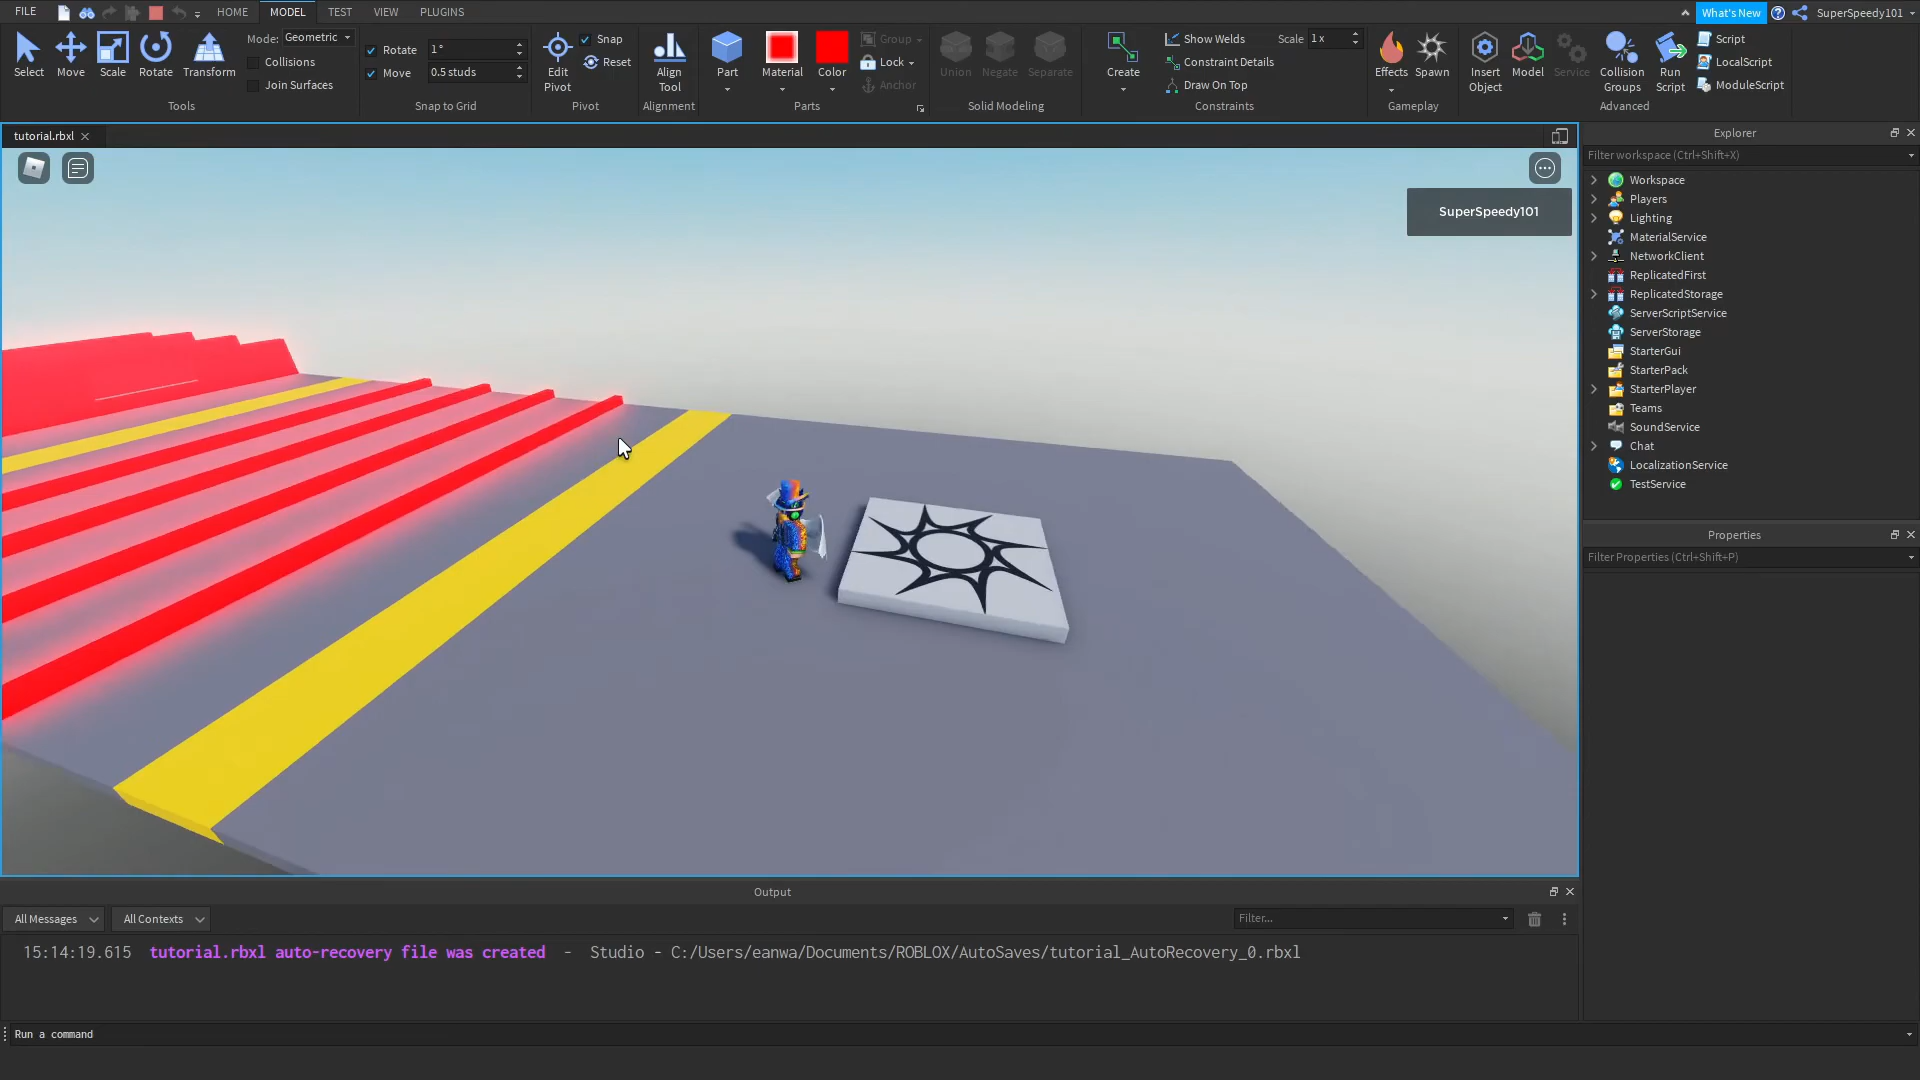 FILE HOME MODEL TEST VIEW PLUGINS What's New SuperSpeedy101
Select Move Scale Rotate Transform
Mode: Geometric
Collisions
Join Surfaces
Tools
Rotate 1°
Move 0.5 studs
Snap to Grid
Edit Pivot
Snap
Reset
Pivot
Align Tool
Alignment
Part Material Color
Group
Lock
Anchor
Parts
Union Negate Separate
Solid Modeling
Create
Show Welds Scale 1 x
Constraint Details
Draw On Top
Constraints
Effects Spawn
Gameplay
Insert Object
Model
Service
Collision Groups
Run Script
Script
LocalScript
ModuleScript
Advanced
tutorial.rbxl
SuperSpeedy101
Explorer
Filter workspace (Ctrl+Shift+X)
Workspace
Players
Lighting
MaterialService
NetworkClient
ReplicatedFirst
ReplicatedStorage
ServerScriptService
ServerStorage
StarterGui
StarterPack
StarterPlayer
Teams
SoundService
Chat
LocalizationService
TestService
Properties
Filter Properties (Ctrl+Shift+P)
Output
All Messages All Contexts Filter...
15:14:19.615 tutorial.rbxl auto-recovery file was created - Studio - C:/Users/eanwa/Documents/ROBLOX/AutoSaves/tutorial_AutoRecovery_0.rbxl
Run a command